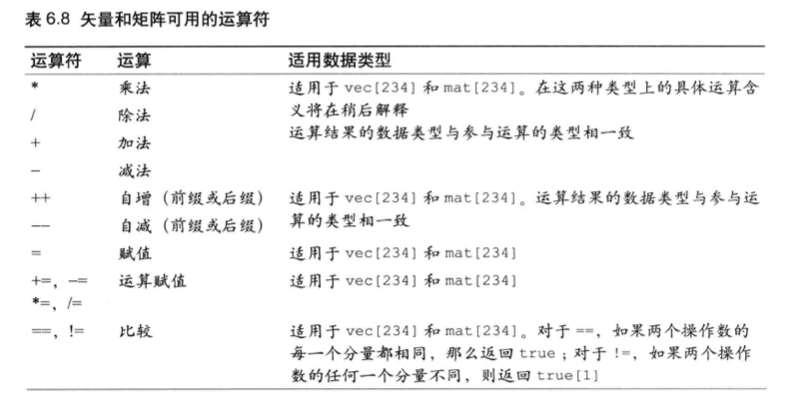 表 6.8 矢量和矩阵可用的运算符
运算符 运算 适用数据类型
* 乘法 适用于 vec[234] 和 mat[234]。在这两种类型上的具体运算含
/ 除法 义将在稍后解释
+ 加法 运算结果的数据类型与参与运算的类型相一致
– 减法
++ 自增（前缀或后缀） 适用于 vec[234] 和 mat[234]。运算结果的数据类型与参与运
-- 自减（前缀或后缀） 算的类型相一致
= 赋值 适用于 vec[234] 和 mat[234]
+=, –= 运算赋值 适用于 vec[234] 和 mat[234]
*=, /=
==, != 比较 适用于 vec[234] 和 mat[234]。对于 ==，如果两个操作数的
每一个分量都相同，那么返回 true；对于 !=，如果两个操作
数的任何一个分量不同，则返回 true[1]